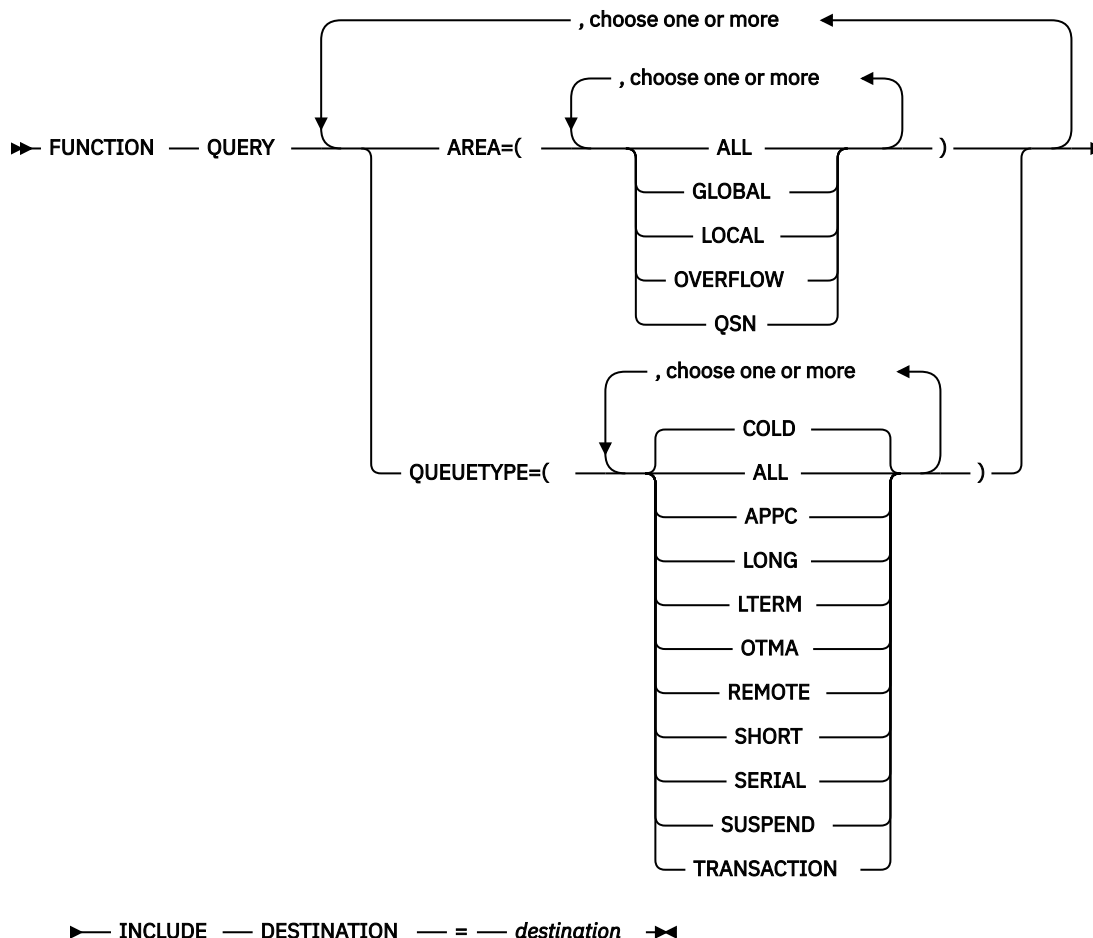 , choose one or more
, choose one or more
FUNCTION QUERY AREA=( ALL )
GLOBAL
LOCAL
OVERFLOW
QSN
, choose one or more
COLD
QUEUETYPE=( ALL )
APPC
LONG
LTERM
OTMA
REMOTE
SHORT
SERIAL
SUSPEND
TRANSACTION
INCLUDE DESTINATION = destination